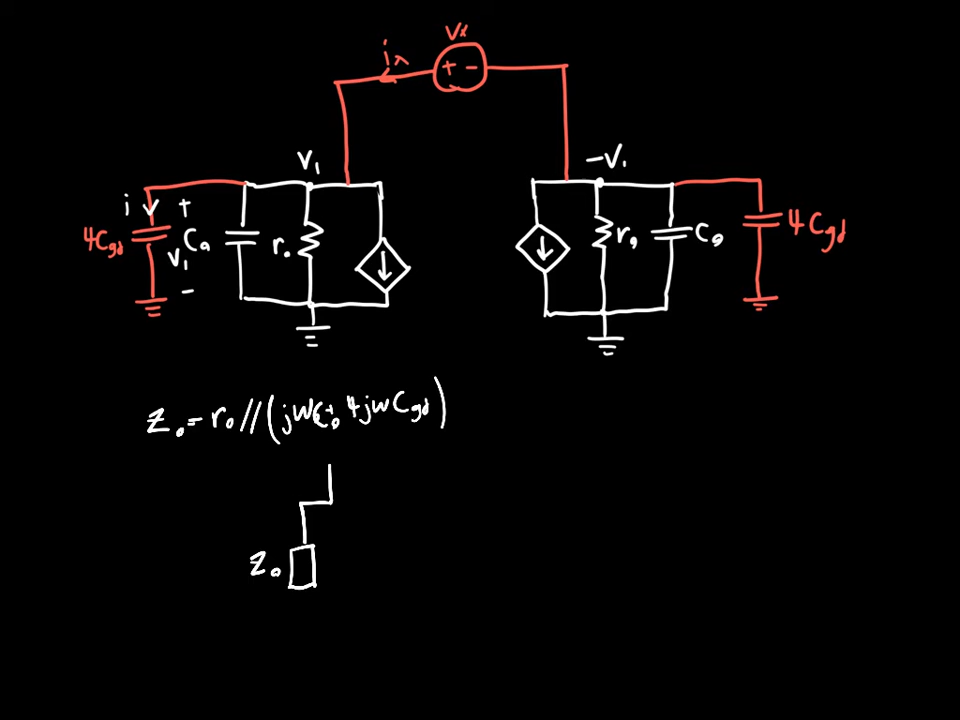 Vx
ix
+ -
V1
-V1
i + 
4Cgd Co ro
V1
-
ro Co 4Cgd
Zo = ro // (jwCo + 4jwCgd)
Zo